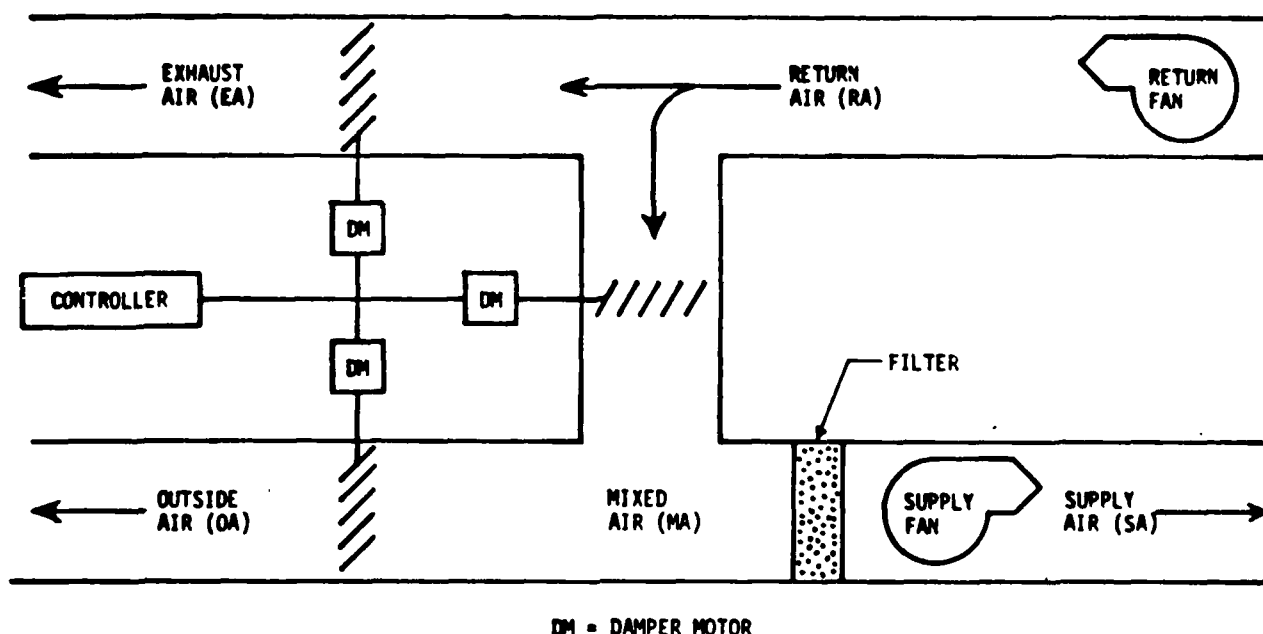 EXHAUST
AIR (EA)
RETURN
AIR (RA)
RETURN
FAN
DM
CONTROLLER
DM
DM
FILTER
OUTSIDE
AIR (OA)
MIXED
AIR (MA)
SUPPLY
FAN
SUPPLY
AIR (SA)
DM = DAMPER MOTOR